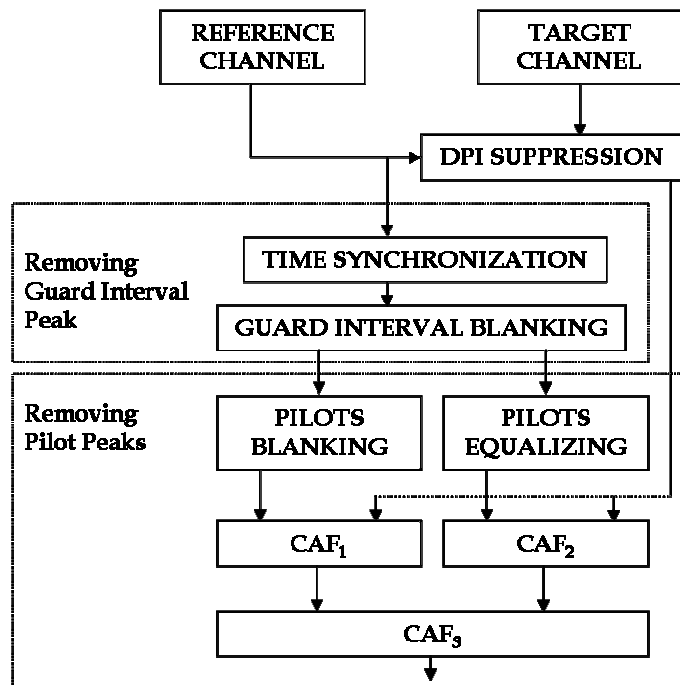 REFERENCE
CHANNEL
TARGET
CHANNEL
DPI SUPPRESSION
Removing
Guard Interval
Peak
TIME SYNCHRONIZATION
GUARD INTERVAL BLANKING
Removing
Pilot Peaks
PILOTS
BLANKING
PILOTS
EQUALIZING
CAF₁
CAF₂
CAF₃